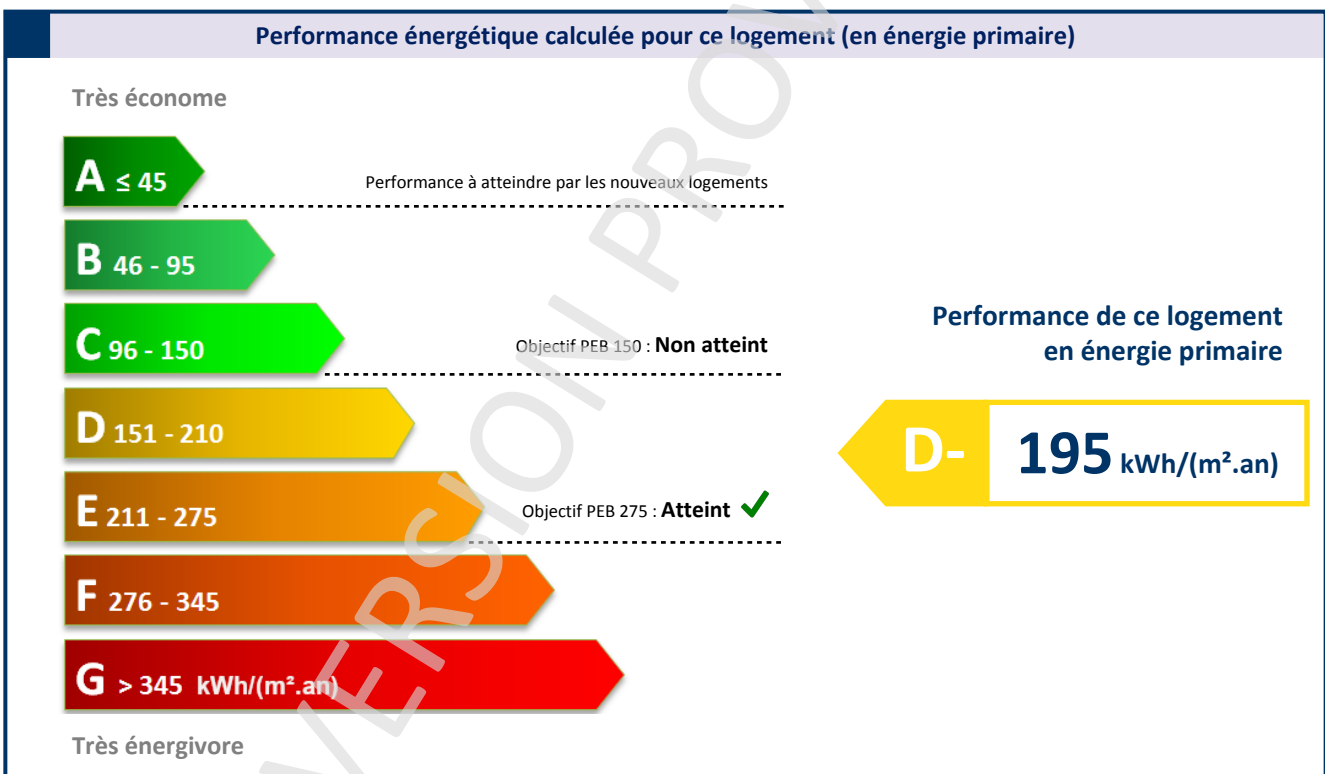 Performance énergétique calculée pour ce logement (en énergie primaire)
Très économe
A ≤ 45
Performance à atteindre par les nouveaux logements
B 46 - 95
C 96 - 150
Objectif PEB 150 : Non atteint
D 151 - 210
E 211 - 275
Objectif PEB 275 : Atteint ✓
F 276 - 345
G > 345 kWh/(m².an)
Très énergivore
Performance de ce logement
en énergie primaire
D- 195 kWh/(m².an)
VERSION PROV